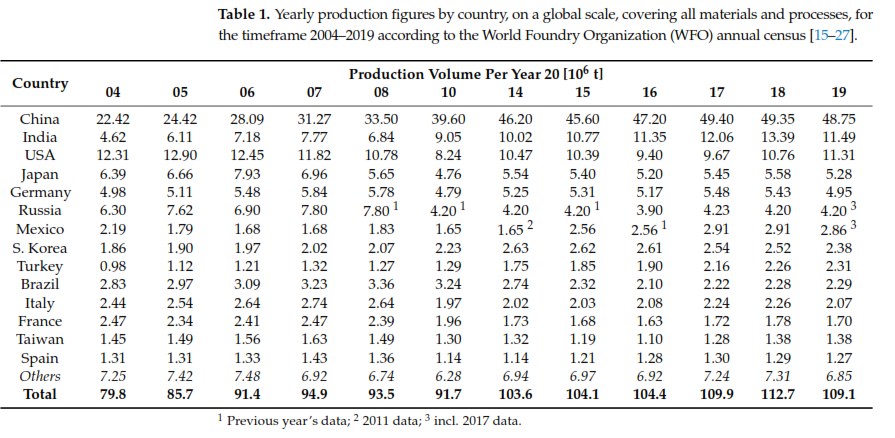 Table 1. Yearly production figures by country, on a global scale, covering all materials and processes, for
the timeframe 2004–2019 according to the World Foundry Organization (WFO) annual census [15–27].
Production Volume Per Year 20 [10⁶ t]
Country 04 05 06 07 08 10 14 15 16 17 18 19
China 22.42 24.42 28.09 31.27 33.50 39.60 46.20 45.60 47.20 49.40 49.35 48.75
India 4.62 6.11 7.18 7.77 6.84 9.05 10.02 10.77 11.35 12.06 13.39 11.49
USA 12.31 12.90 12.45 11.82 10.78 8.24 10.47 10.39 9.40 9.67 10.76 11.31
Japan 6.39 6.66 7.93 6.96 5.65 4.76 5.54 5.40 5.20 5.45 5.58 5.28
Germany 4.98 5.11 5.48 5.84 5.78 4.79 5.25 5.31 5.17 5.48 5.43 4.95
Russia 6.30 7.62 6.90 7.80 7.80 ¹ 4.20 ¹ 4.20 4.20 ¹ 3.90 4.23 4.20 4.20 ³
Mexico 2.19 1.79 1.68 1.68 1.83 1.65 1.65 ² 2.56 2.56 ¹ 2.91 2.91 2.86 ³
S. Korea 1.86 1.90 1.97 2.02 2.07 2.23 2.63 2.62 2.61 2.54 2.52 2.38
Turkey 0.98 1.12 1.21 1.32 1.27 1.29 1.75 1.85 1.90 2.16 2.26 2.31
Brazil 2.83 2.97 3.09 3.23 3.36 3.24 2.74 2.32 2.10 2.22 2.28 2.29
Italy 2.44 2.54 2.64 2.74 2.64 1.97 2.02 2.03 2.08 2.24 2.26 2.07
France 2.47 2.34 2.41 2.47 2.39 1.96 1.73 1.68 1.63 1.72 1.78 1.70
Taiwan 1.45 1.49 1.56 1.63 1.49 1.30 1.32 1.19 1.10 1.28 1.38 1.38
Spain 1.31 1.31 1.33 1.43 1.36 1.14 1.14 1.21 1.28 1.30 1.29 1.27
Others 7.25 7.42 7.48 6.92 6.74 6.28 6.94 6.97 6.92 7.24 7.31 6.85
Total 79.8 85.7 91.4 94.9 93.5 91.7 103.6 104.1 104.4 109.9 112.7 109.1
¹ Previous year's data; ² 2011 data; ³ incl. 2017 data.